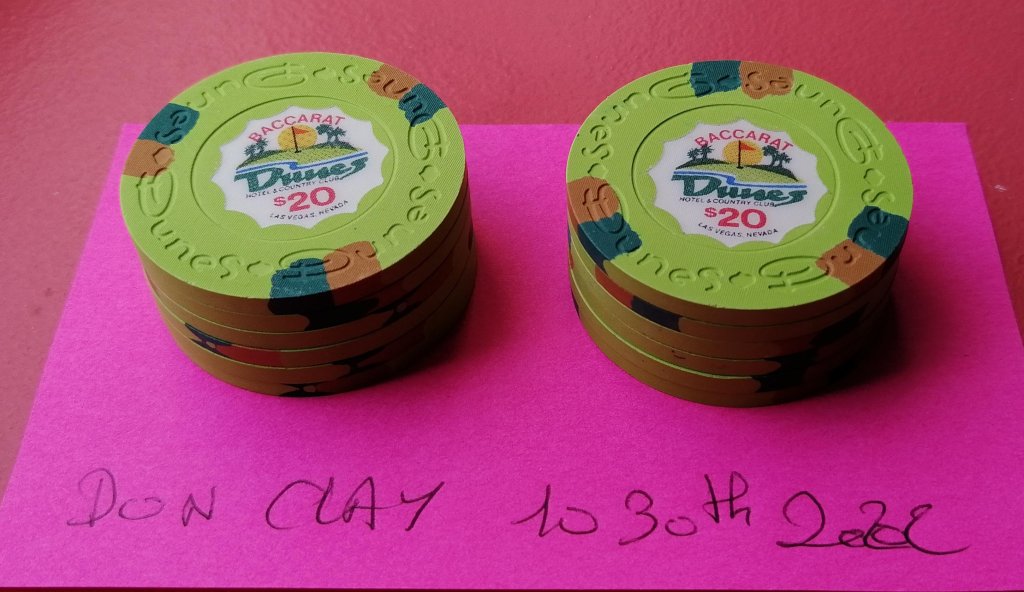 BACCARAT
Dunes
HOTEL & COUNTRY CLUB
$20
LAS VEGAS, NEVADA
BACCARAT
Dunes
HOTEL & COUNTRY CLUB
$20
LAS VEGAS, NEVADA
DON CLAY 10 30th 2022